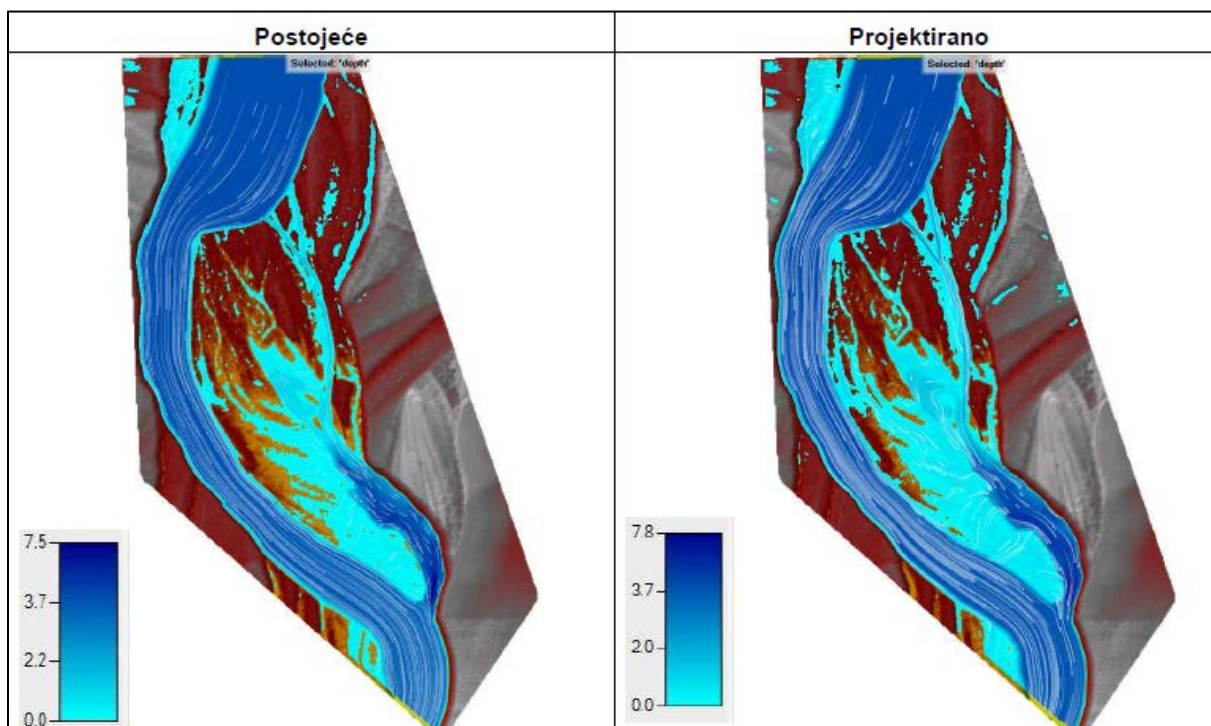 Postojeće
Projektirano
Selected: 'depth'
Selected: 'depth'
7.5
3.7
2.2
0.0
7.8
3.7
2.0
0.0